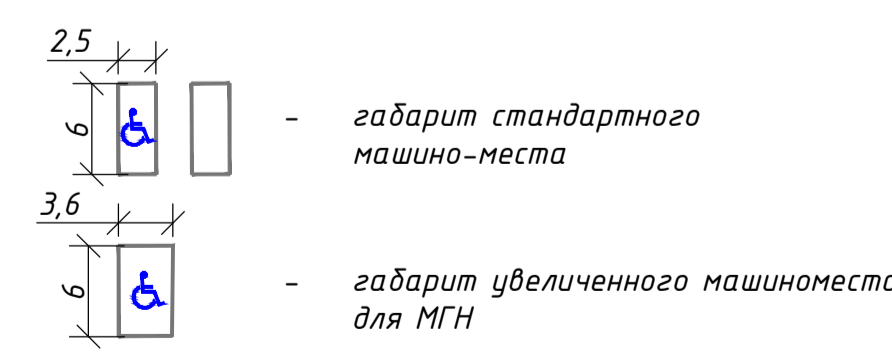 2,5
6
- габарит стандартного
машино-места
3,6
6
- габарит увеличенного машиноместа
для МГН